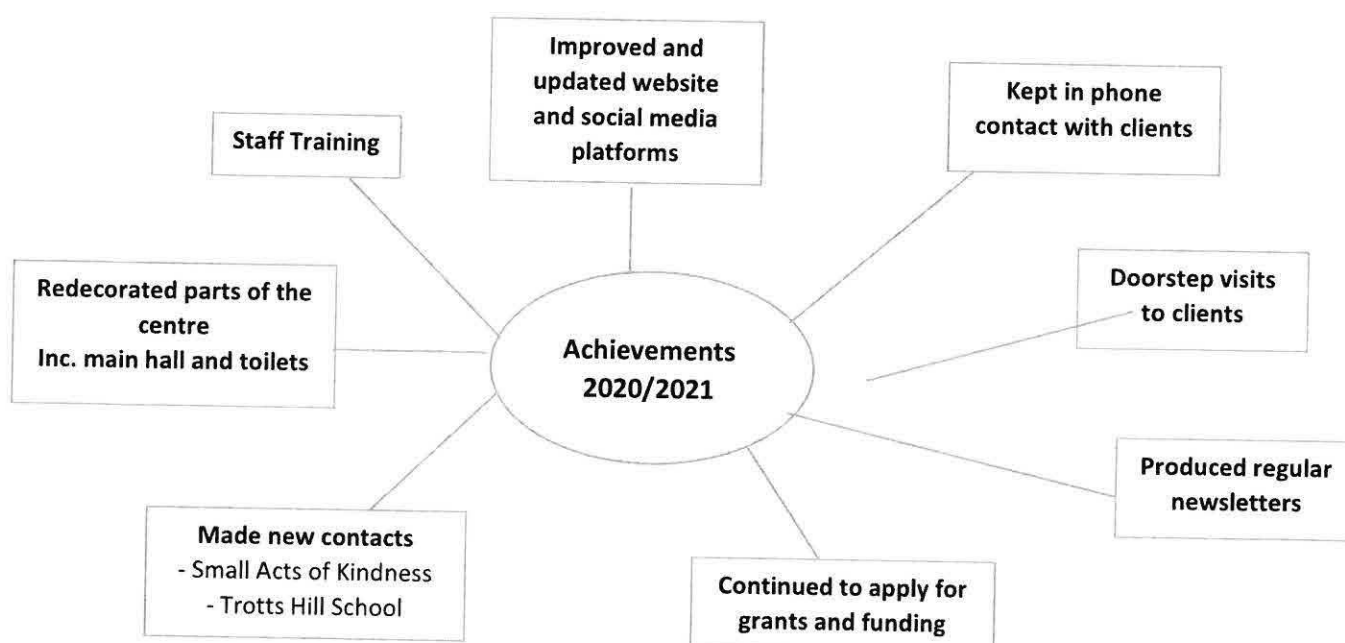 Improved and
updated website
and social media
platforms
Kept in phone
contact with clients
Staff Training
Doorstep visits
to clients
Redecorated parts of the
centre
Inc. main hall and toilets
Achievements
2020/2021
Produced regular
newsletters
Made new contacts
- Small Acts of Kindness
- Trotts Hill School
Continued to apply for
grants and funding